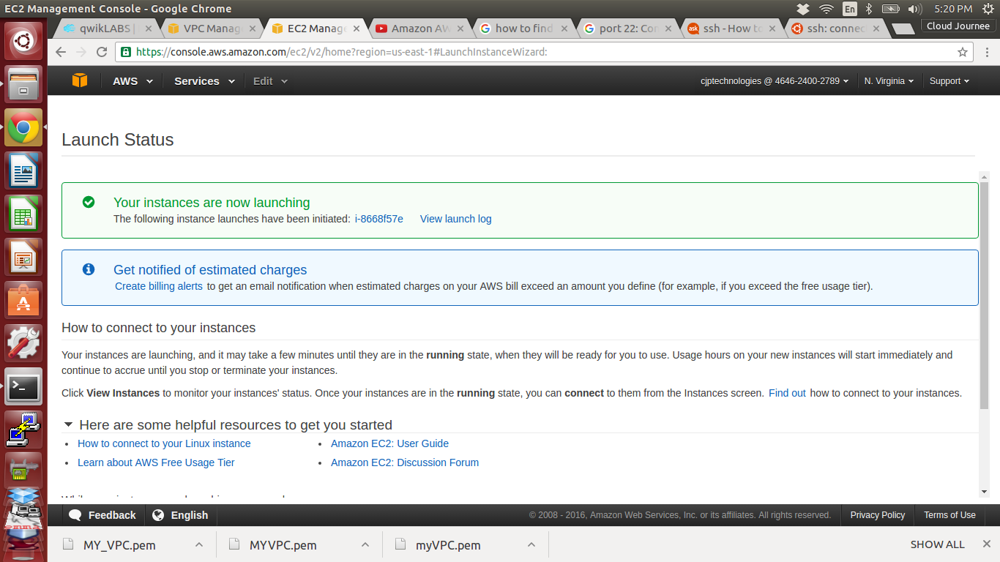 EC2 Management Console - Google Chrome
En
5:20 PM
qwikLABS |
VPC Manag
EC2 Manage
Amazon AW
how to find
port 22: Con
ask
ssh - How to
ssh: connec
Cloud Journee
https://console.aws.amazon.com/ec2/v2/home?region=us-east-1#LaunchInstanceWizard:
AWS
Services
Edit
cjptechnologies @ 4646-2400-2789
N. Virginia
Support
Launch Status
Your instances are now launching
The following instance launches have been initiated: i-8668f57e View launch log
Get notified of estimated charges
Create billing alerts to get an email notification when estimated charges on your AWS bill exceed an amount you define (for example, if you exceed the free usage tier).
How to connect to your instances
Your instances are launching, and it may take a few minutes until they are in the running state, when they will be ready for you to use. Usage hours on your new instances will start immediately and
continue to accrue until you stop or terminate your instances.
Click View Instances to monitor your instances' status. Once your instances are in the running state, you can connect to them from the Instances screen. Find out how to connect to your instances.
Here are some helpful resources to get you started
How to connect to your Linux instance
Amazon EC2: User Guide
Learn about AWS Free Usage Tier
Amazon EC2: Discussion Forum
Feedback
English
© 2008 - 2016, Amazon Web Services, Inc. or its affiliates. All rights reserved.
Privacy Policy
Terms of Use
MY_VPC.pem
MYVPC.pem
myVPC.pem
SHOW ALL